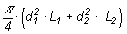 π/4 · (d₁² · L₁ + d₂² · L₂)